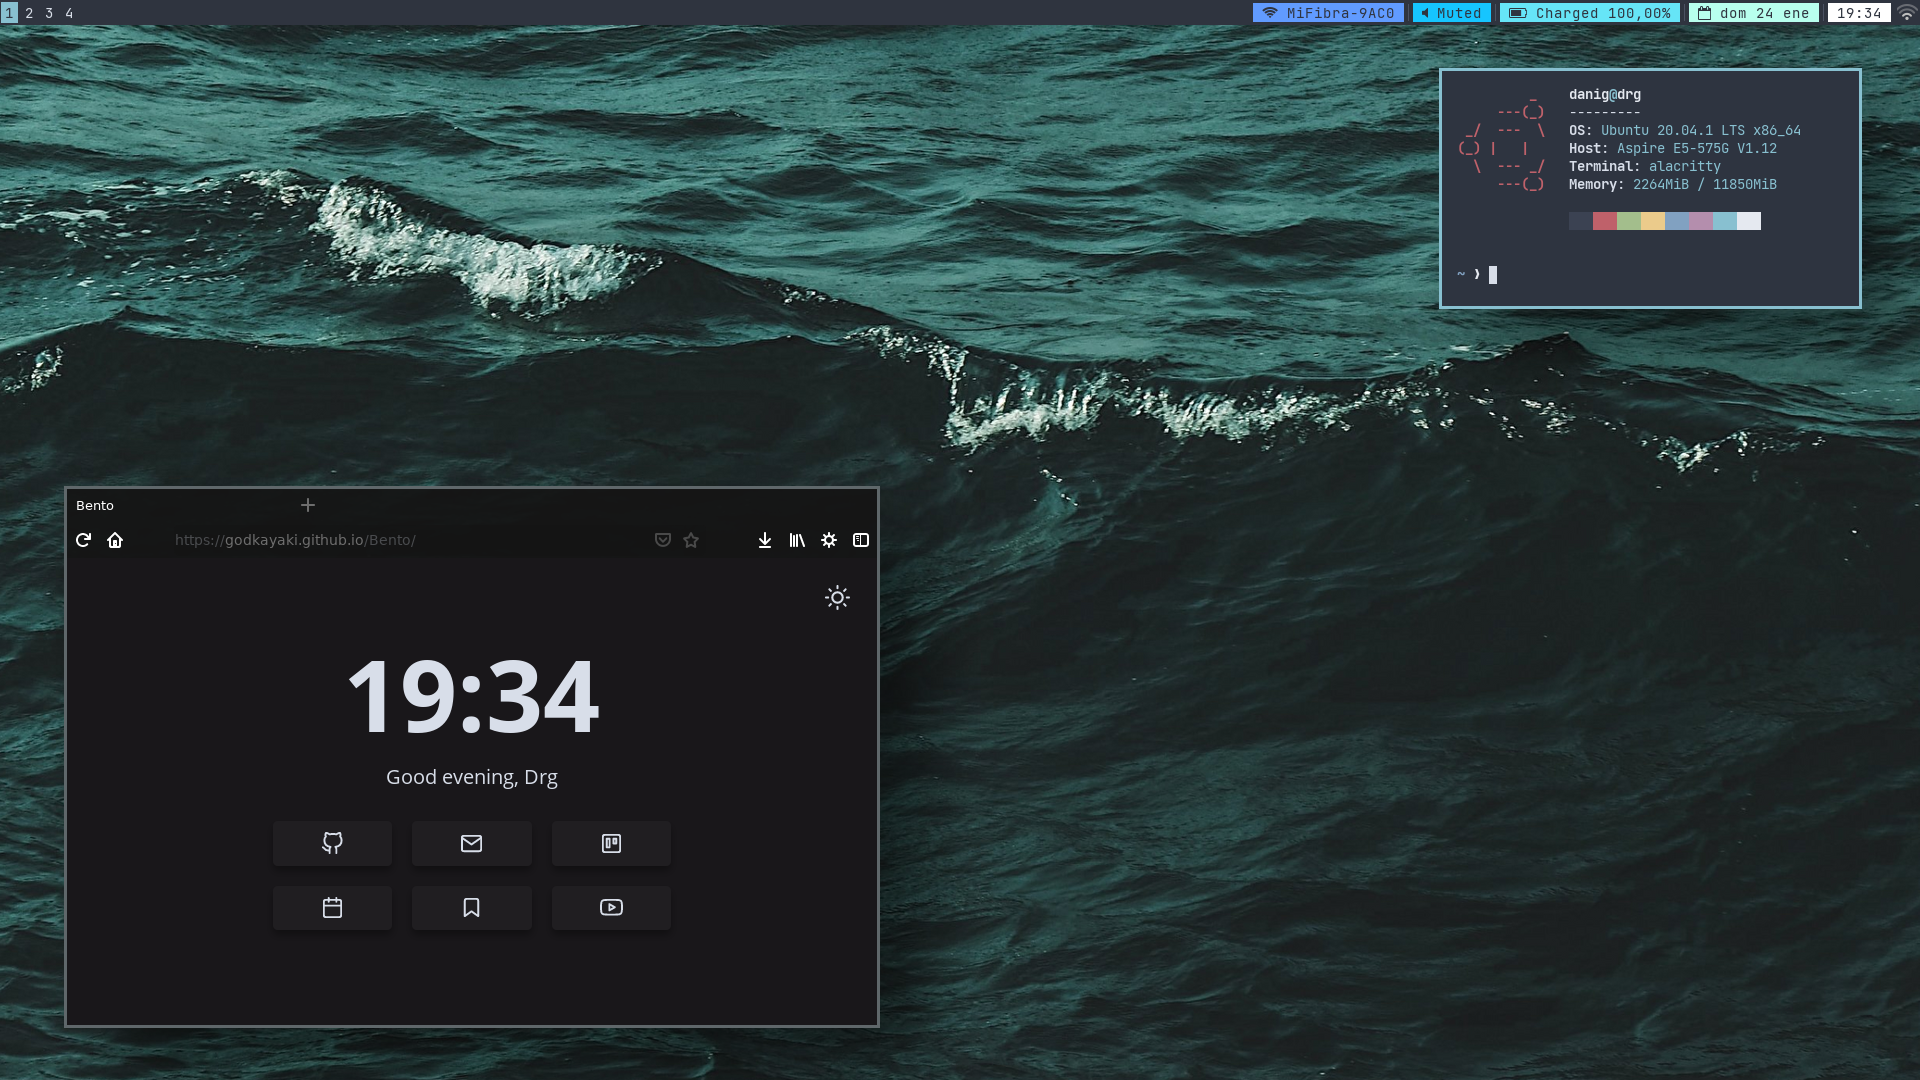 1 2 3 4
MiFibra-9AC0
Muted
Charged 100,00%
dom 24 ene
19:34
danig@drg
---------
OS: Ubuntu 20.04.1 LTS x86_64
Host: Aspire E5-575G V1.12
Terminal: alacritty
Memory: 2264MiB / 11850MiB
~ ❯
Bento
https://godkayaki.github.io/Bento/
19:34
Good evening, Drg